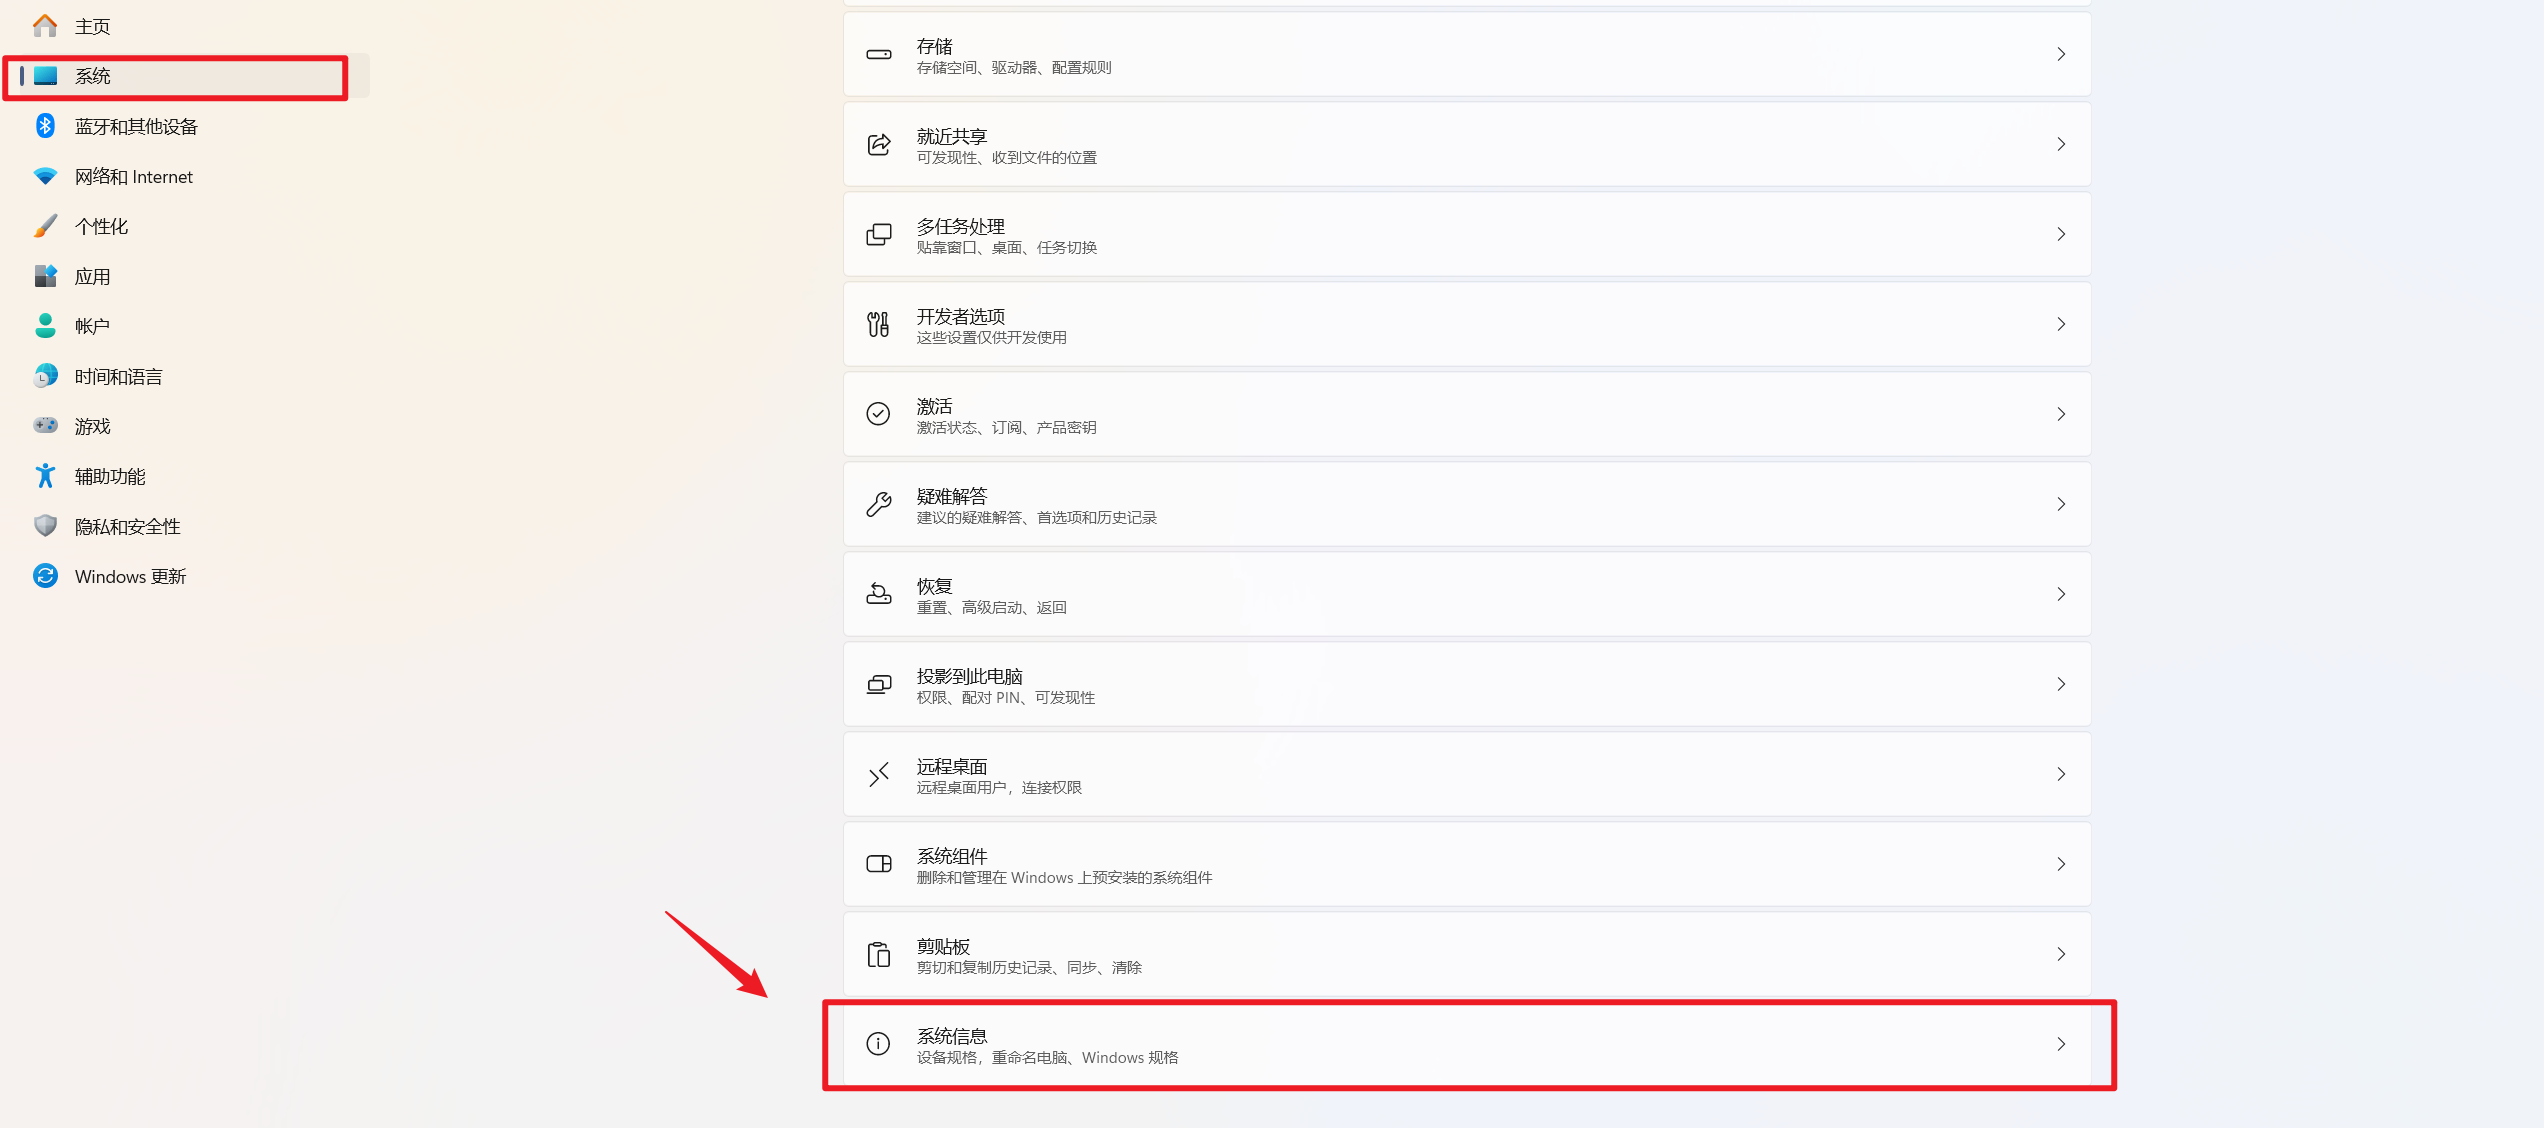 主页
系统
蓝牙和其他设备
网络和 Internet
个性化
应用
帐户
时间和语言
游戏
辅助功能
隐私和安全性
Windows 更新
存储
存储空间、驱动器、配置规则
就近共享
可发现性、收到文件的位置
多任务处理
贴靠窗口、桌面、任务切换
开发者选项
这些设置仅供开发使用
激活
激活状态、订阅、产品密钥
疑难解答
建议的疑难解答、首选项和历史记录
恢复
重置、高级启动、返回
投影到此电脑
权限、配对 PIN、可发现性
远程桌面
远程桌面用户，连接权限
系统组件
删除和管理在 Windows 上预安装的系统组件
剪贴板
剪切和复制历史记录、同步、清除
系统信息
设备规格，重命名电脑、Windows 规格